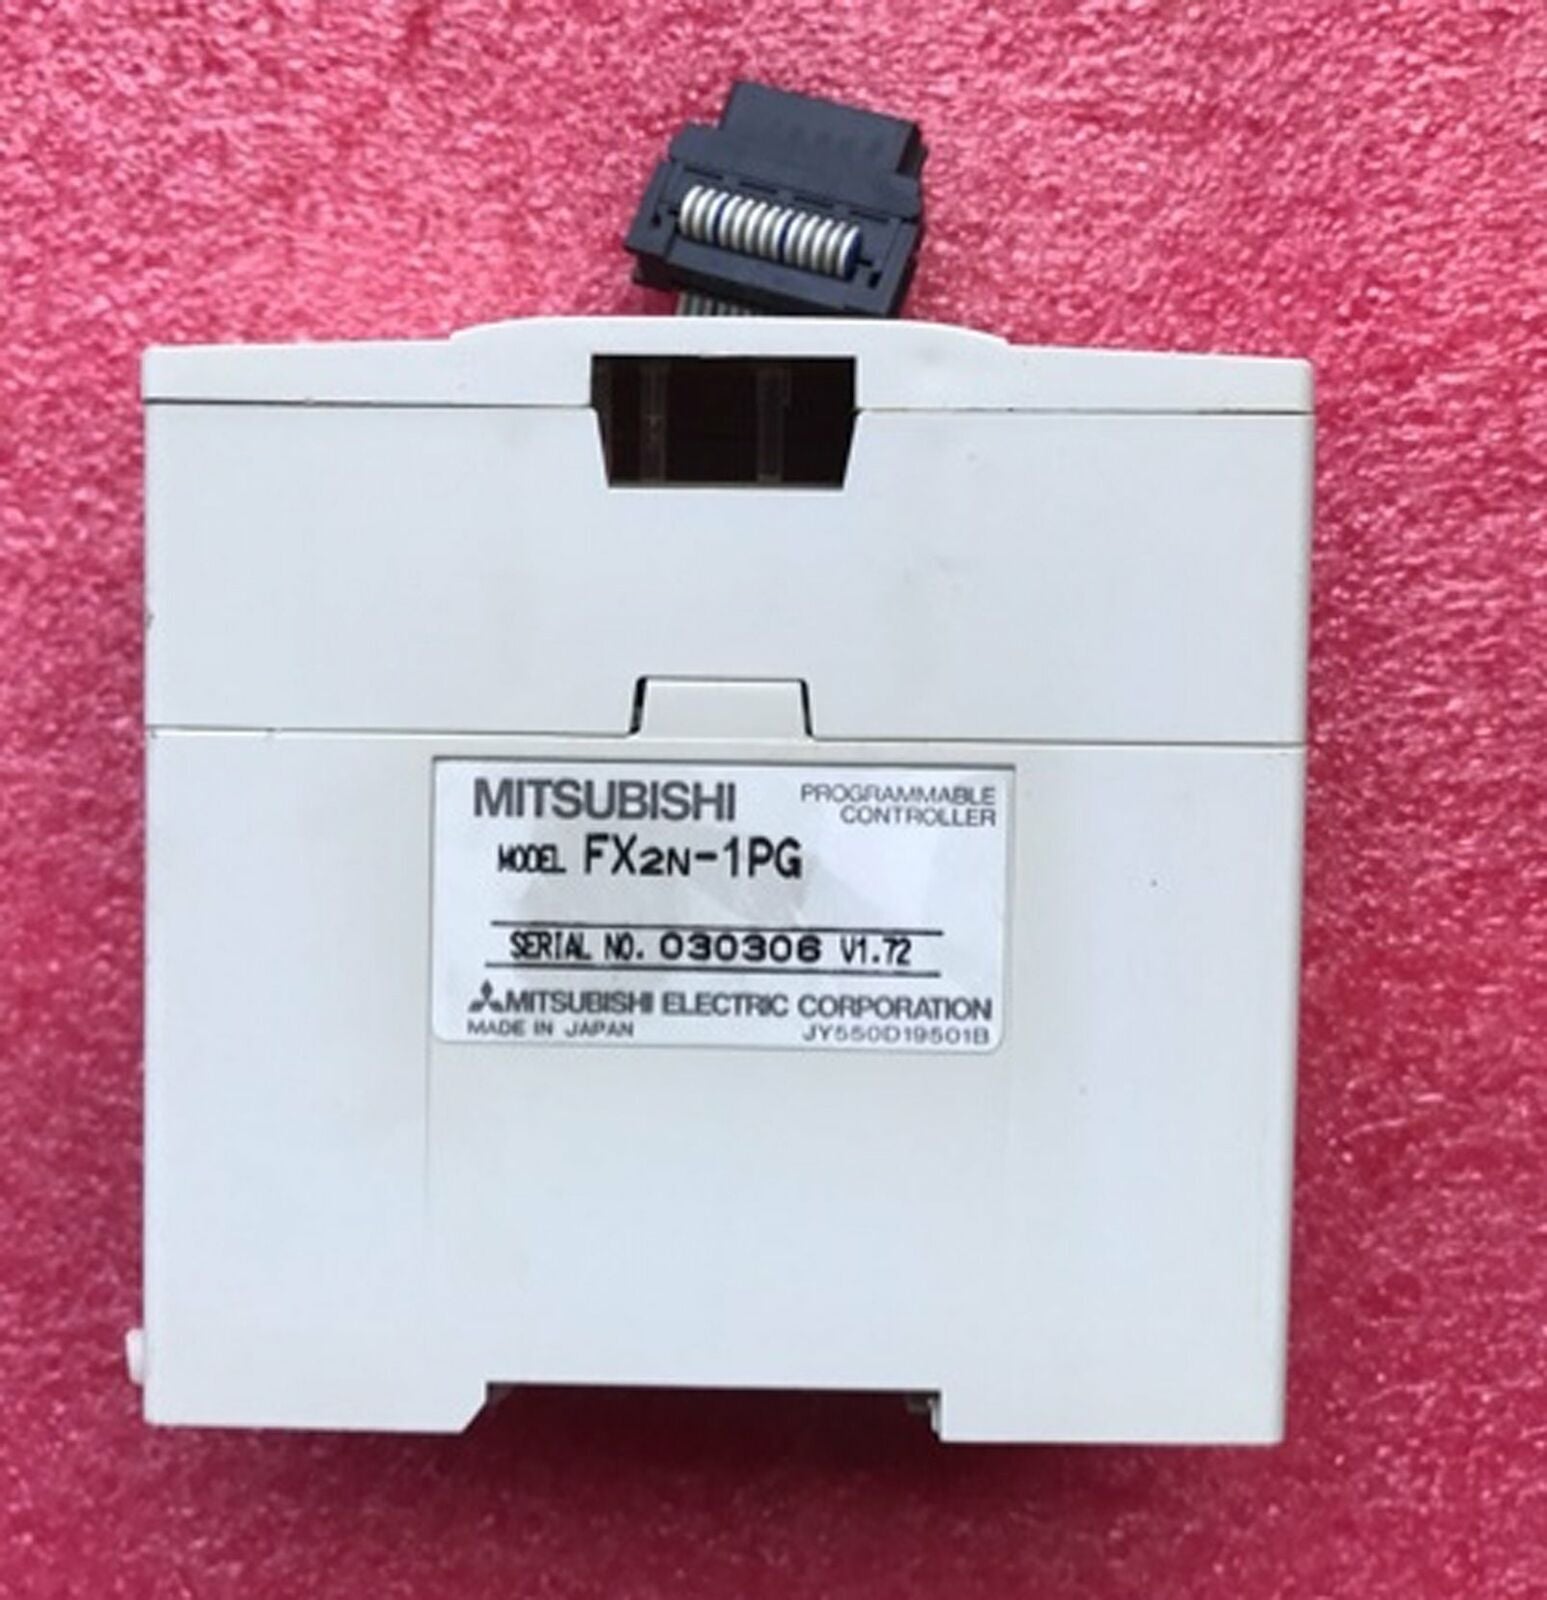 MITSUBISHI PROGRAMMABLE
CONTROLLER
MODEL FX2N-1PG
SERIAL NO. 030306 V1.72
MITSUBISHI ELECTRIC CORPORATION
MADE IN JAPAN JY550D19501B